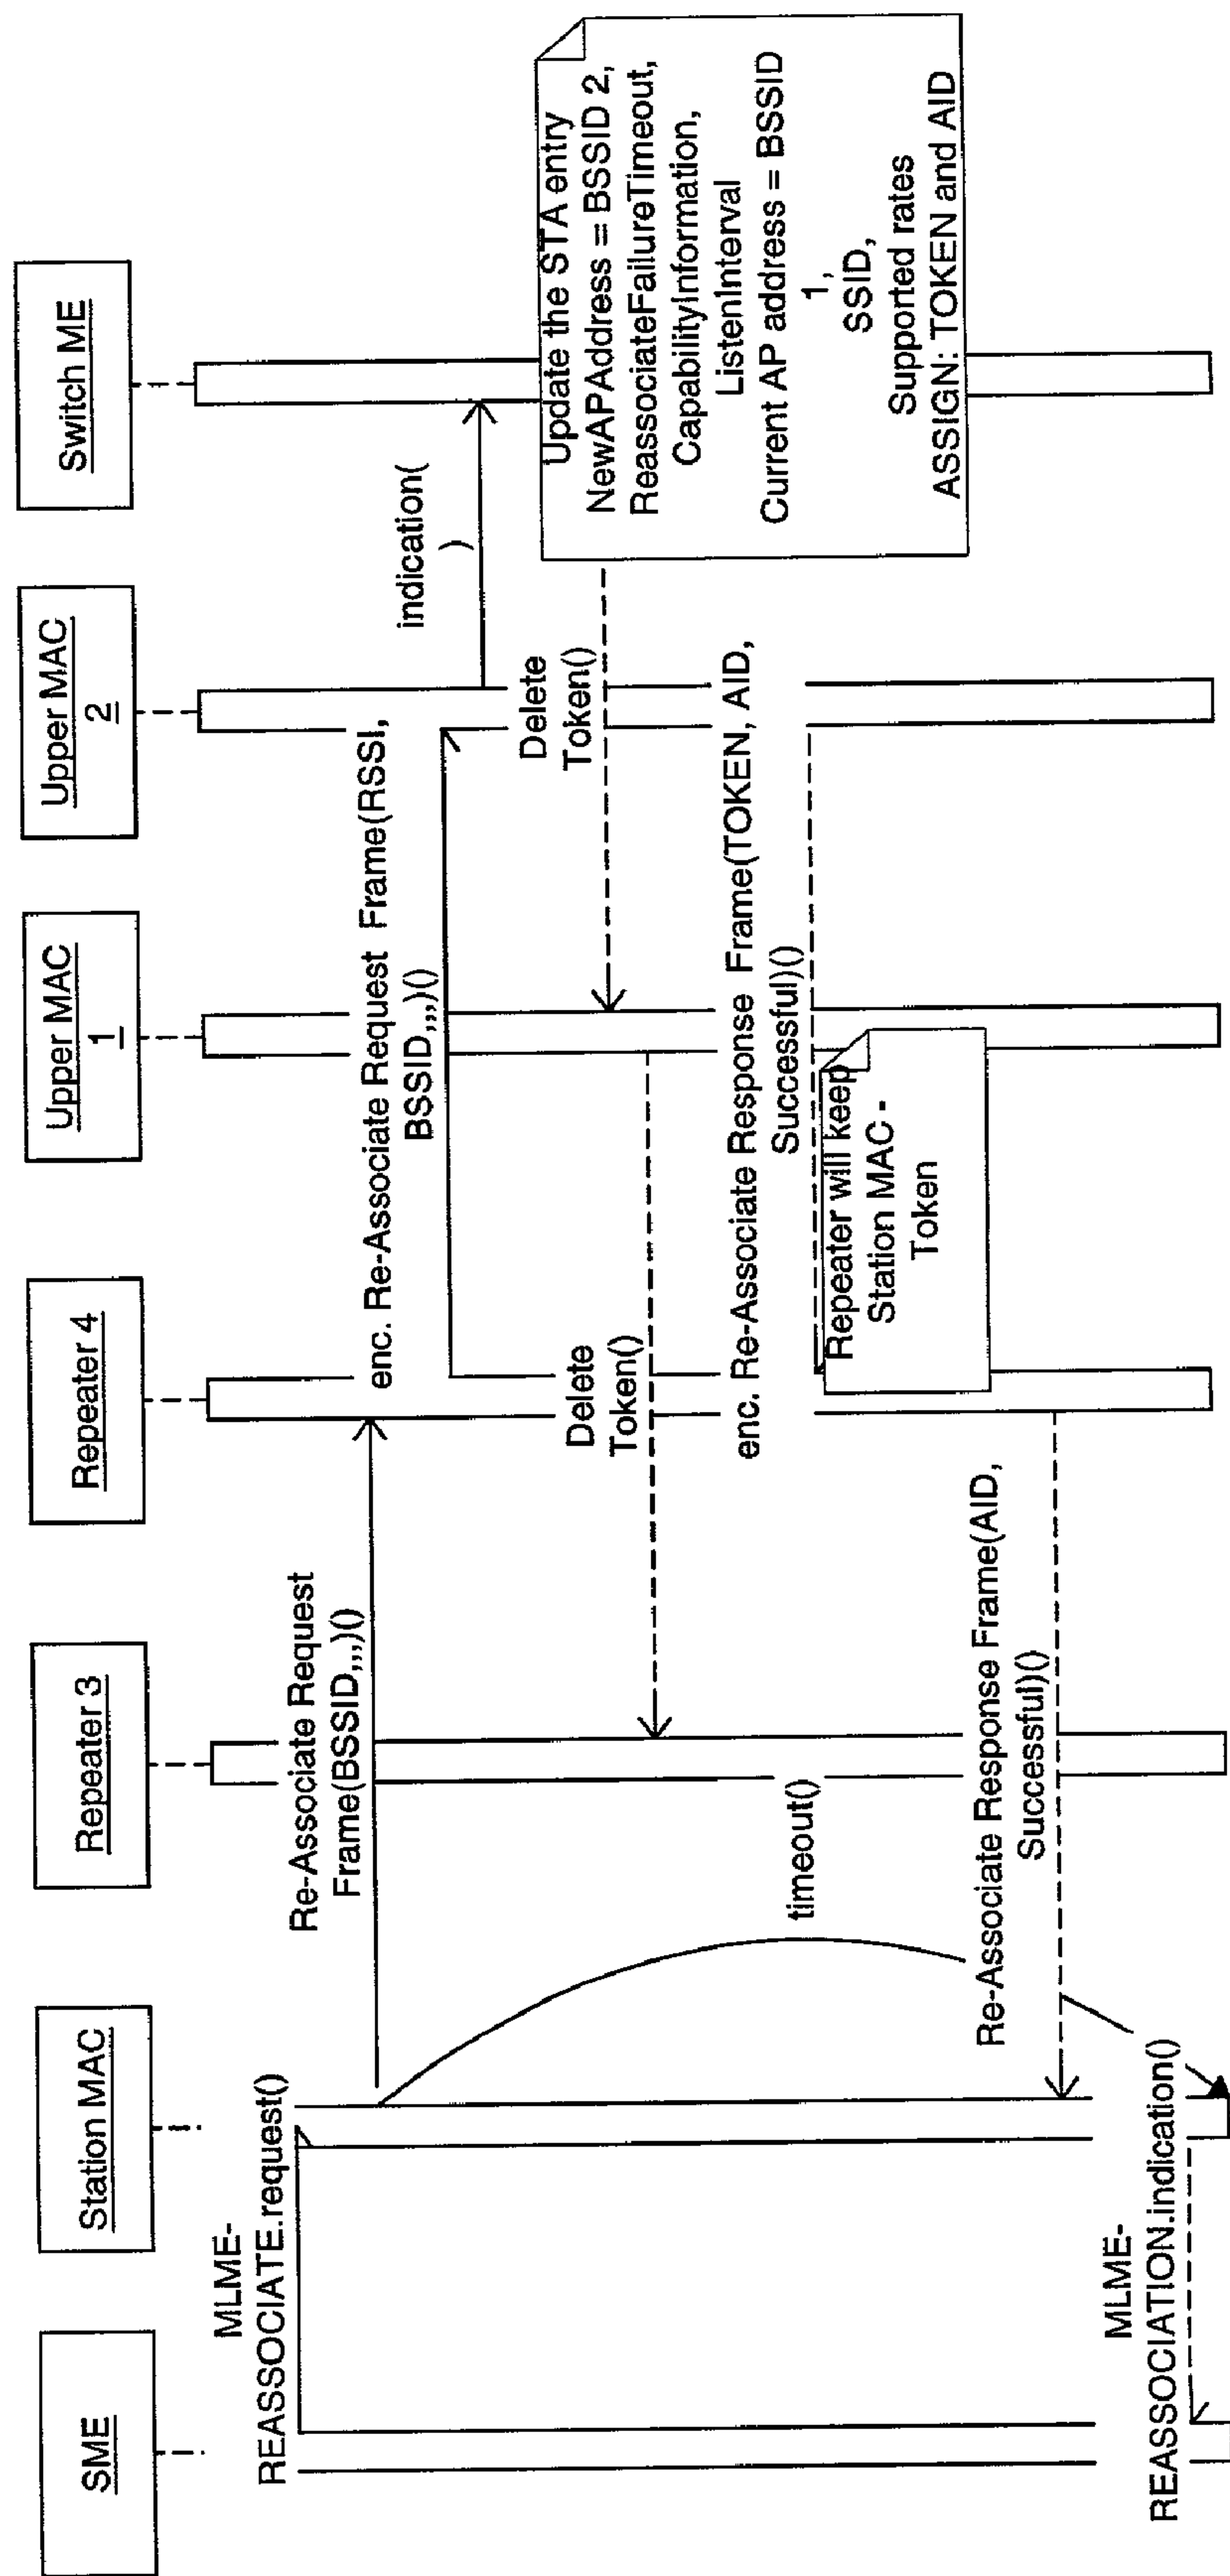 SME
Station MAC
Repeater 3
Repeater 4
Upper MAC
1
Upper MAC
2
Switch ME
MLME-
REASSOCIATE.request()
Re-Associate Request
Frame(BSSID,,,)()
enc. Re-Associate Request Frame(RSSI,
BSSID,,,)()
indication(
)
Update the STA entry
NewAPAddress = BSSID 2,
ReassociateFailureTimeout,
CapabilityInformation,
ListenInterval
Current AP address = BSSID
1,
SSID,
Supported rates
ASSIGN: TOKEN and AID
Delete
Token()
Delete
Token()
enc. Re-Associate Response Frame(TOKEN, AID,
Successful)()
Repeater will keep
Station MAC -
Token
timeout()
Re-Associate Response Frame(AID,
Successful)()
MLME-
REASSOCIATION.indication()